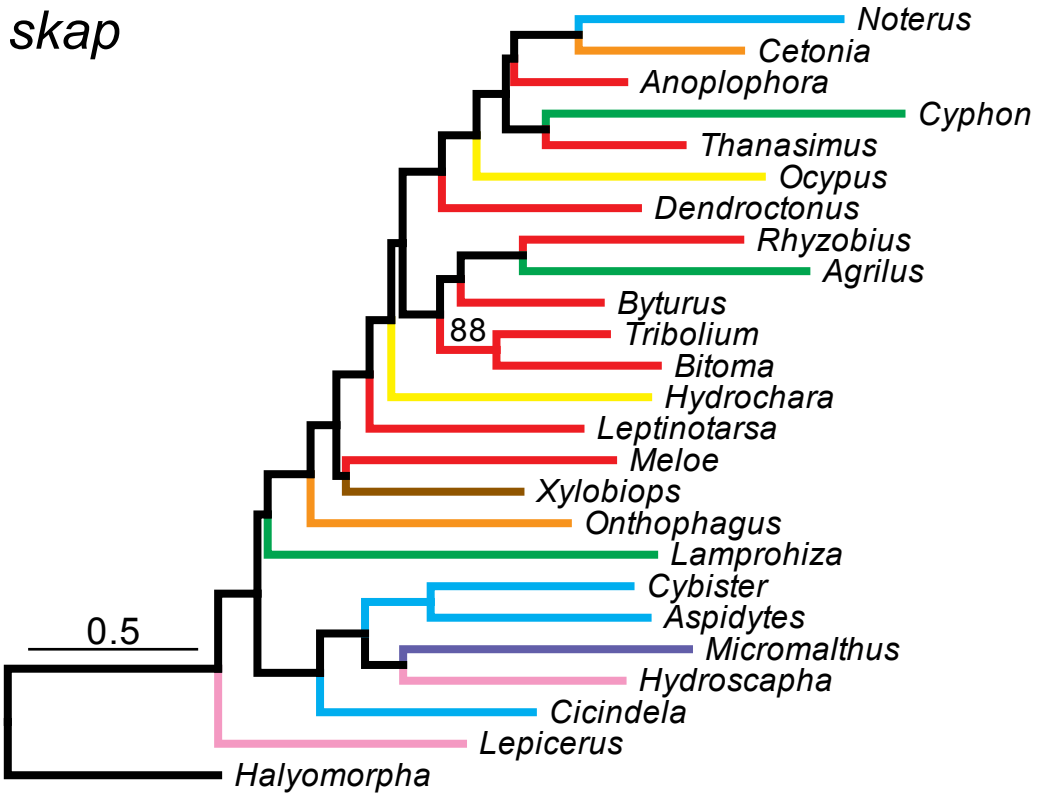 skap
Noterus
Cetonia
Anoplophora
Cyphon
Thanasimus
Ocypus
Dendroctonus
Rhyzobius
Agrilus
Byturus
88
Tribolium
Bitoma
Hydrochara
Leptinotarsa
Meloe
Xylobiops
Onthophagus
Lamprohiza
Cybister
Aspidytes
0.5
Micromalthus
Hydroscapha
Cicindela
Lepicerus
Halyomorpha